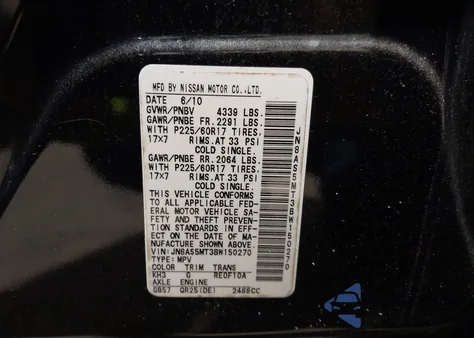 MFD BY NISSAN MOTOR CO.,LTD.
DATE 6/10
GVWR/PNBV 4339 LBS.
GAWR/PNBE FR. 2291 LBS.
WITH P225/60R17 TIRES,
17X7 RIMS.AT 33 PSI
COLD SINGLE.
GAWR/PNBE RR. 2064 LBS.
WITH P225/60R17 TIRES,
17X7 RIMS.AT 33 PSI
COLD SINGLE.
THIS VEHICLE CONFORMS
TO ALL APPLICABLE FED-
ERAL MOTOR VEHICLE SA-
FETY AND THEFT PREVEN-
TION STANDARDS IN EFF-
ECT ON THE DATE OF MA-
NUFACTURE SHOWN ABOVE.
VIN: JN8AS5MT3BW150270
TYPE: MPV
COLOR TRIM TRANS
KH3 G RE0F10A
AXLE ENGINE
GB57 QR25(DE) 2488CC
JN8AS5MT3BW150270